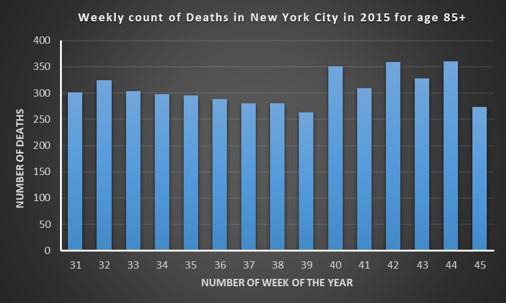 Weekly count of Deaths in New York City in 2015 for age 85+
NUMBER OF DEATHS
400
350
300
250
200
150
100
50
0
31 32 33 34 35 36 37 38 39 40 41 42 43 44 45
NUMBER OF WEEK OF THE YEAR